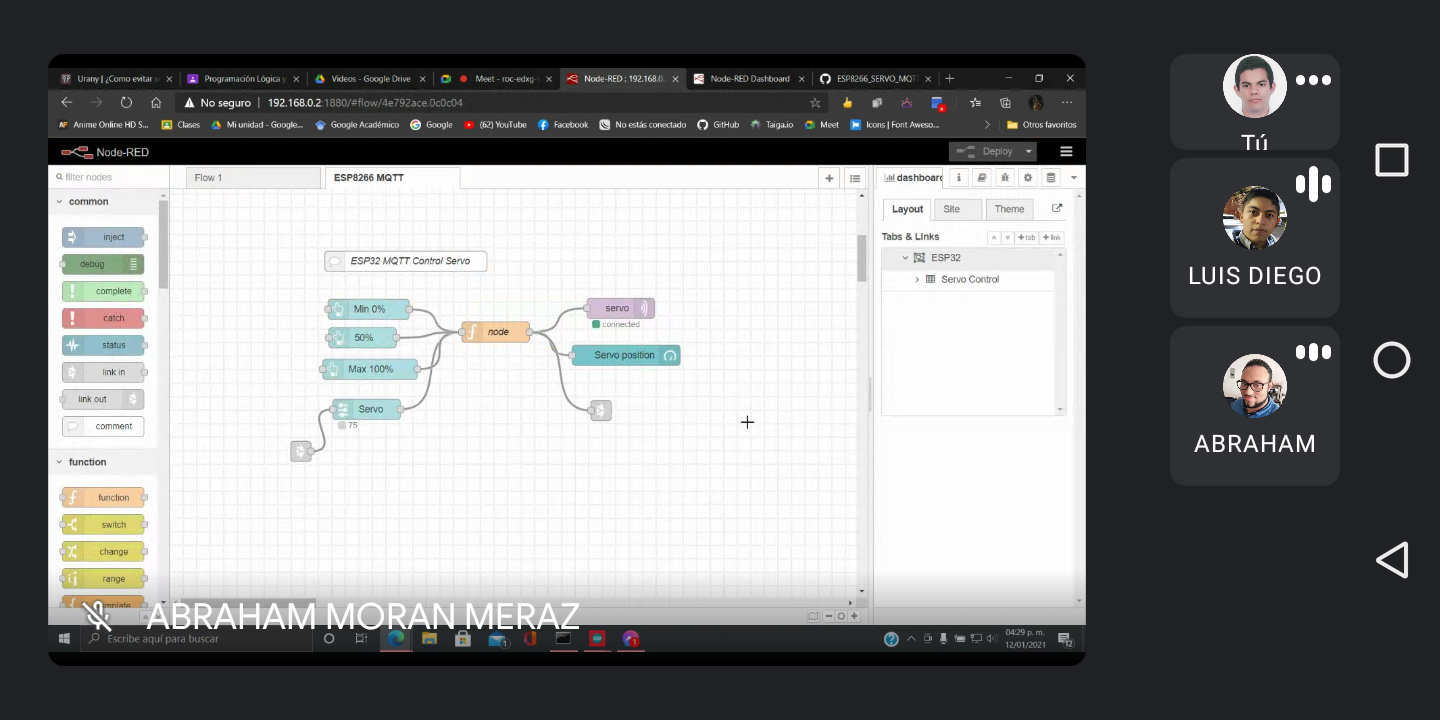 Urany | ¿Como evitar s
Programación Lógica y
Videos - Google Drive
Meet - roc-edxg-
Node-RED : 192.168.0.
Node-RED Dashboard
ESP8266_SERVO_MQT
No seguro
192.168.0.2:1880/#flow/4e792ace.0c0c04
Anime Online HD S...
Clases
Mi unidad - Google...
Google Académico
Google
(62) YouTube
Facebook
No estás conectado
GitHub
Taiga.io
Meet
Icons | Font Aweso...
Otros favoritos
Node-RED
Deploy
filter nodes
Flow 1
ESP8266 MQTT
dashboard
common
inject
debug
complete
catch
status
link in
link out
comment
function
function
switch
change
range
template
ESP32 MQTT Control Servo
Min 0%
50%
Max 100%
Servo
75
node
servo
connected
Servo position
Layout
Site
Theme
Tabs & Links
+tab
+link
ESP32
Servo Control
ABRAHAM MORAN MERAZ
Escribe aquí para buscar
04:29 p. m.
12/01/2021
12
Tú
LUIS DIEGO
ABRAHAM